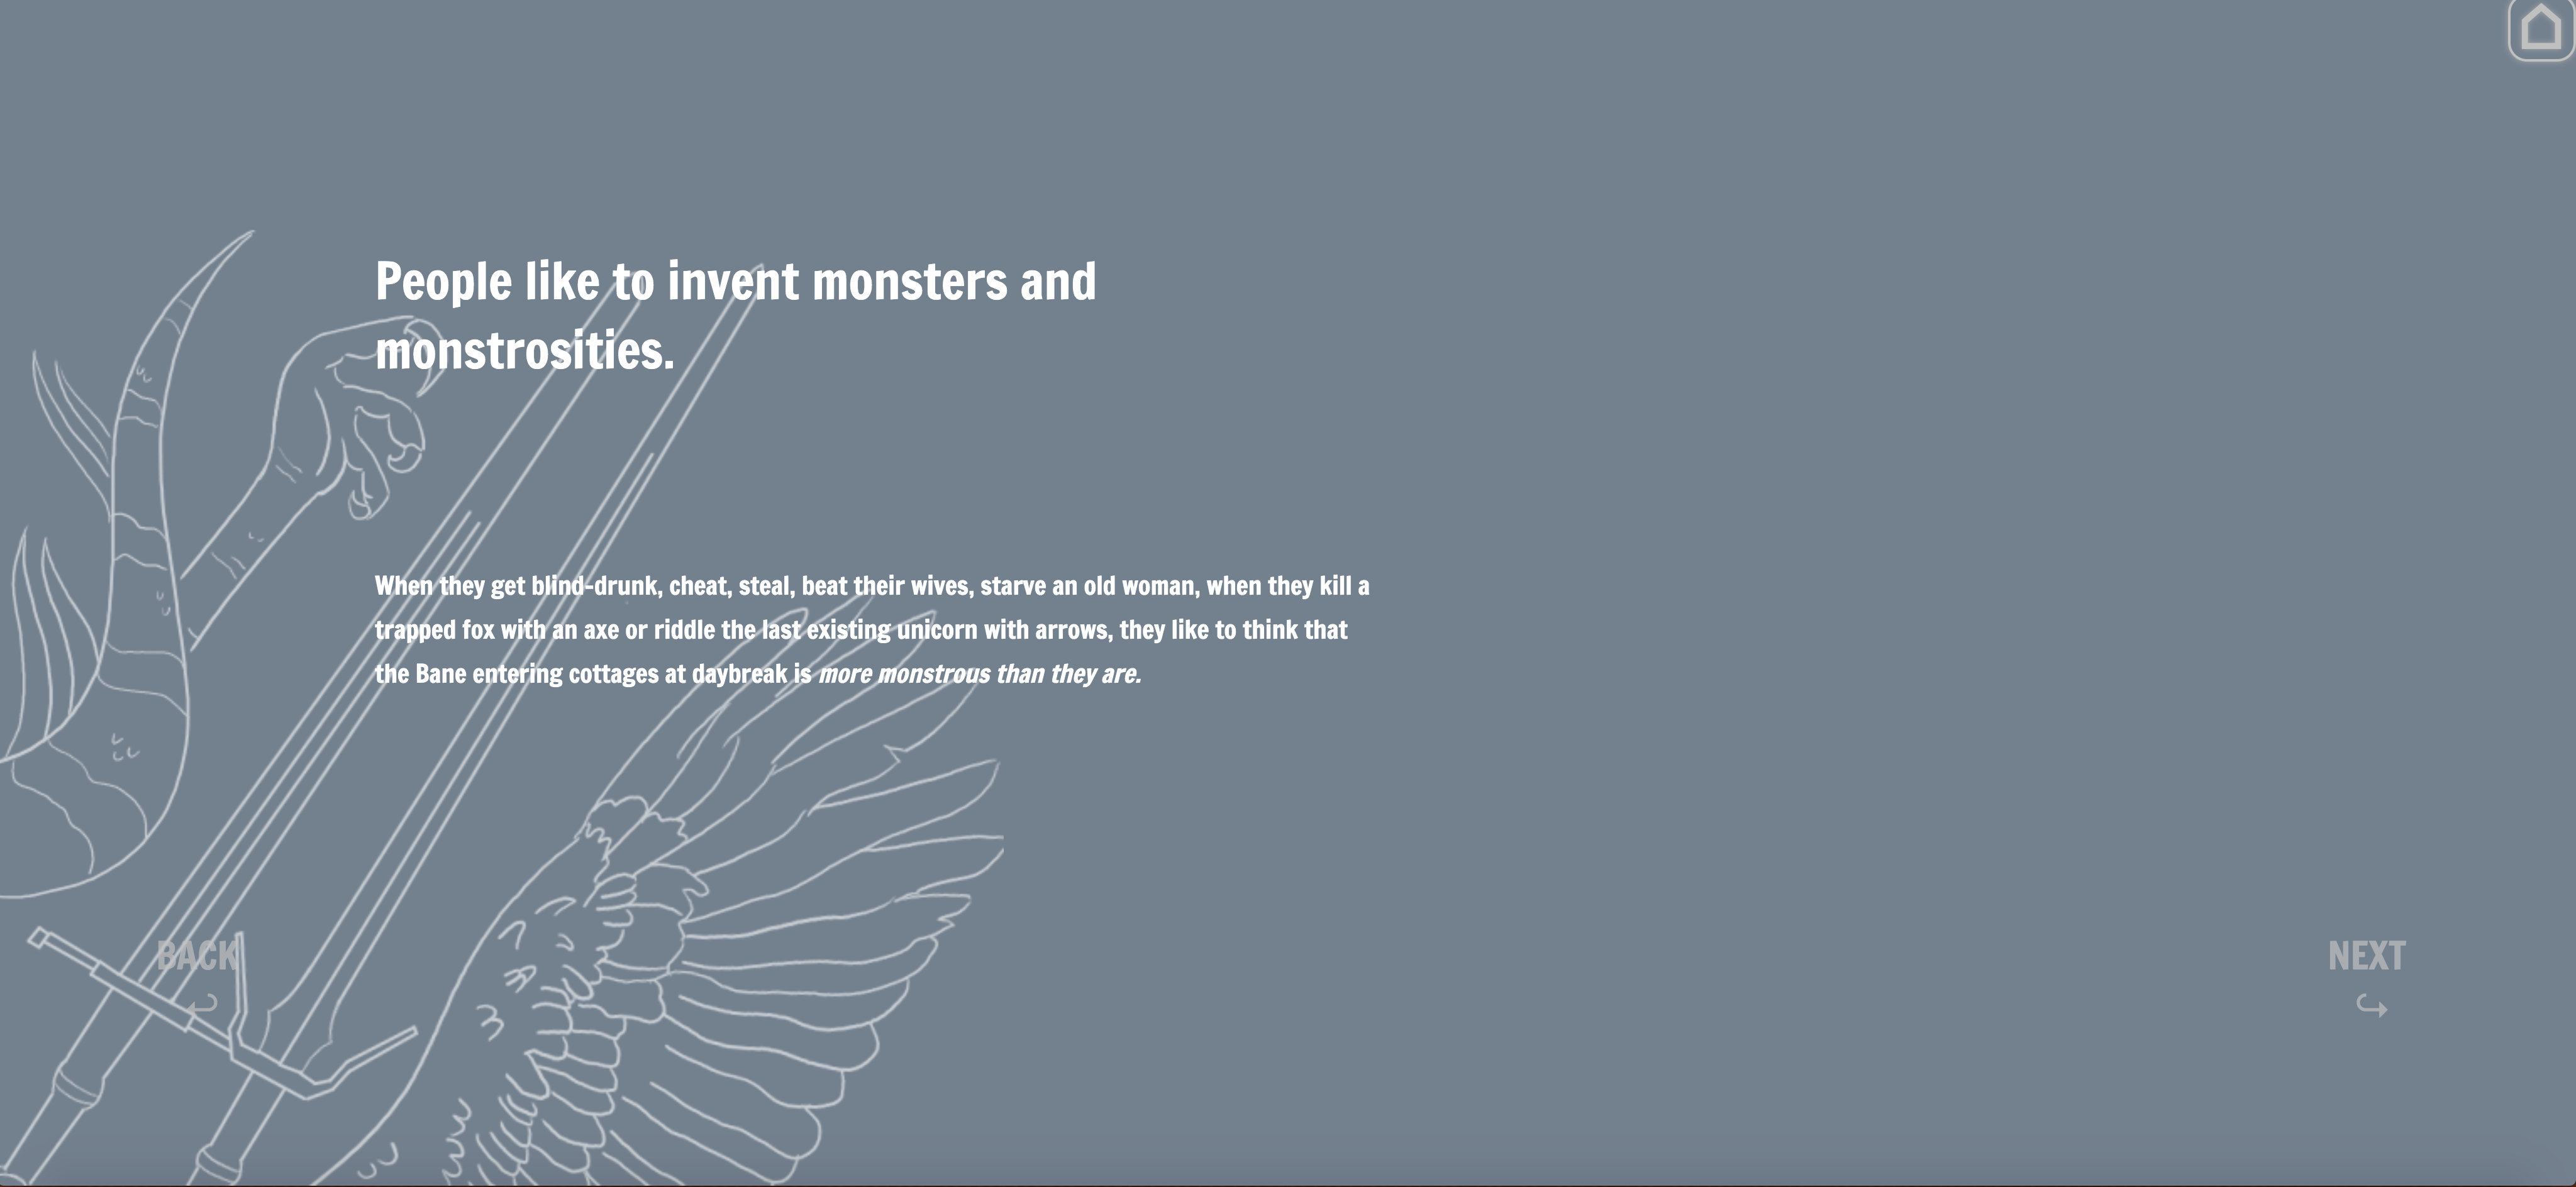 People like to invent monsters and
monstrosities.
When they get blind-drunk, cheat, steal, beat their wives, starve an old woman, when they kill a
trapped fox with an axe or riddle the last existing unicorn with arrows, they like to think that
the Bane entering cottages at daybreak is more monstrous than they are.
BACK
NEXT